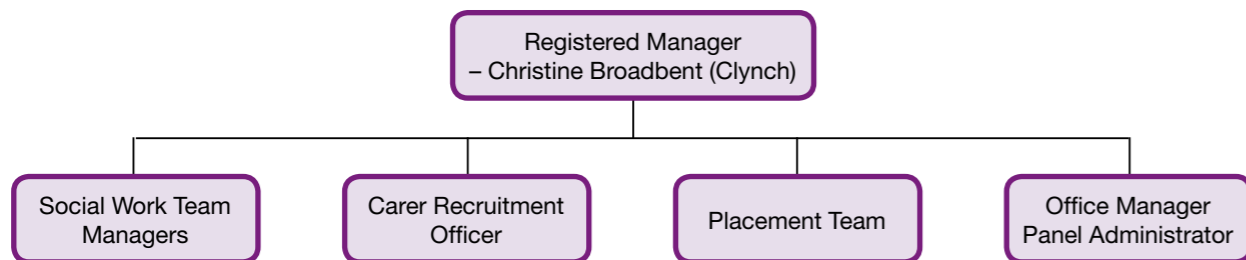 Registered Manager
– Christine Broadbent (Clynch)
Social Work Team
Managers
Carer Recruitment
Officer
Placement Team
Office Manager
Panel Administrator